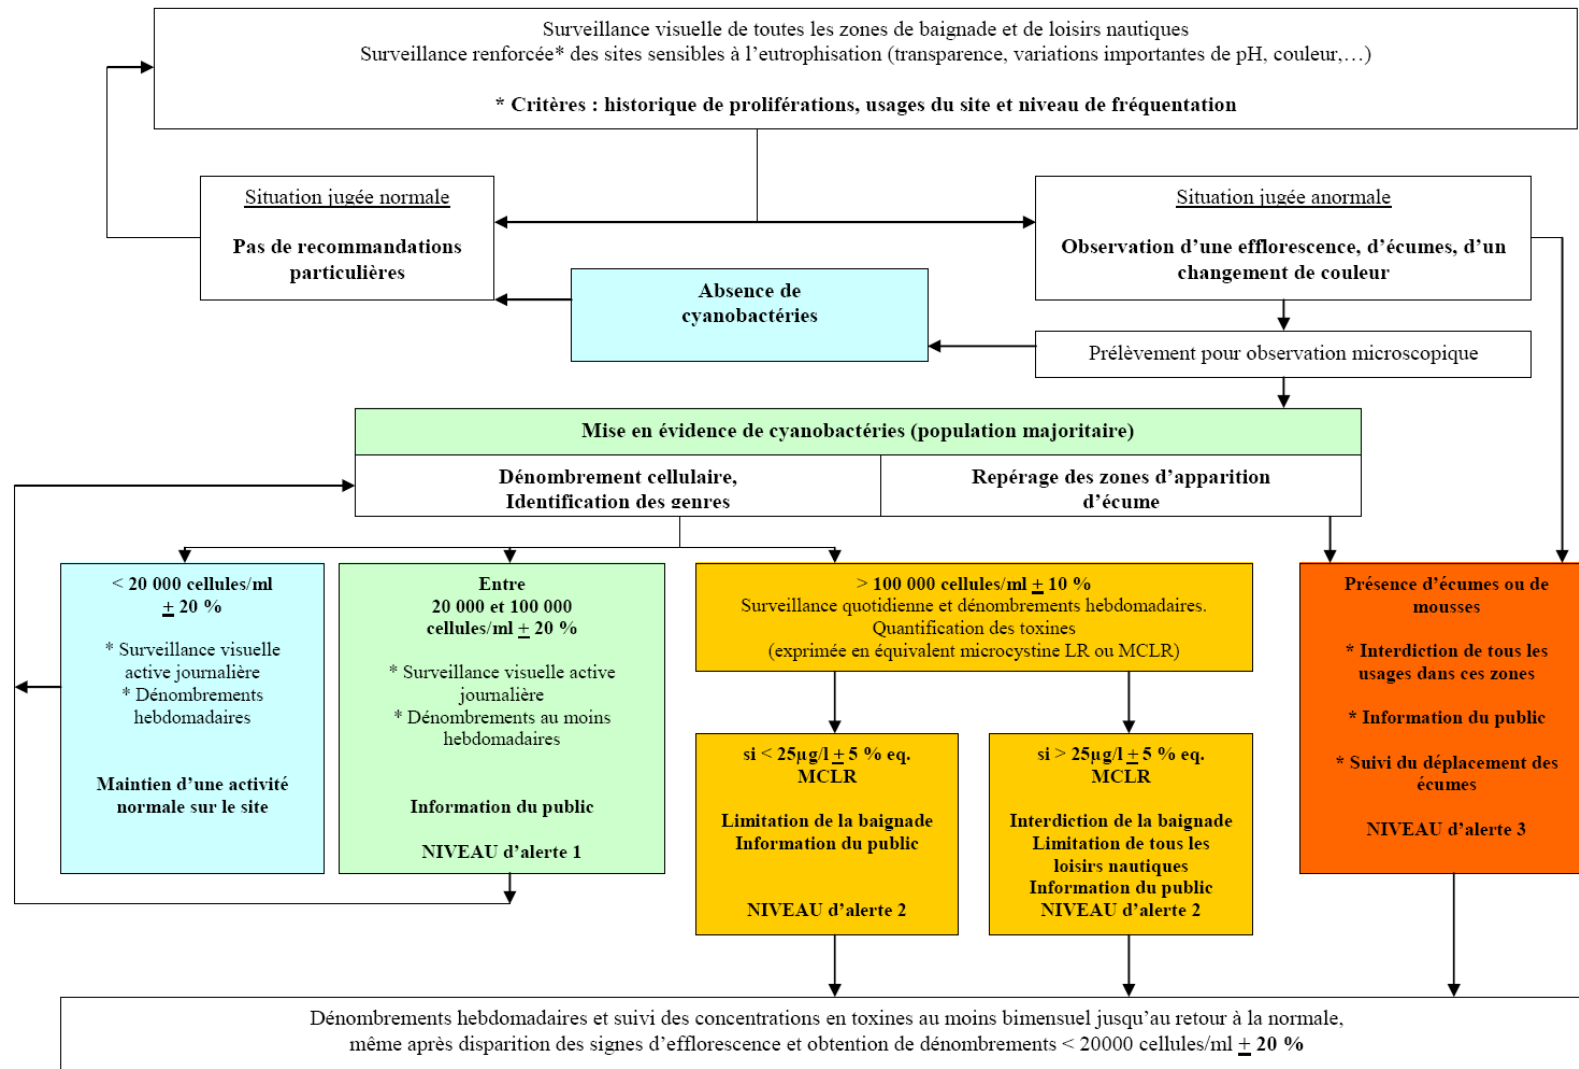 Surveillance visuelle de toutes les zones de baignade et de loisirs nautiques
Surveillance renforcée* des sites sensibles à l’eutrophisation (transparence, variations importantes de pH, couleur,…)
* Critères : historique de proliférations, usages du site et niveau de fréquentation
Situation jugée normale
Pas de recommandations
particulières
Situation jugée anormale
Observation d’une efflorescence, d’écumes, d’un
changement de couleur
Absence de
cyanobactéries
Prélèvement pour observation microscopique
Mise en évidence de cyanobactéries (population majoritaire)
Dénombrement cellulaire,
Identification des genres
Repérage des zones d’apparition
d’écume
< 20 000 cellules/ml
± 20 %
* Surveillance visuelle
active journalière
* Dénombrements
hebdomadaires
Maintien d’une activité
normale sur le site
Entre
20 000 et 100 000
cellules/ml ± 20 %
* Surveillance visuelle active
journalière
* Dénombrements au moins
hebdomadaires
Information du public
NIVEAU d’alerte 1
> 100 000 cellules/ml ± 10 %
Surveillance quotidienne et dénombrements hebdomadaires.
Quantification des toxines
(exprimée en équivalent microcystine LR ou MCLR)
si < 25µg/l ± 5 % eq.
MCLR
Limitation de la baignade
Information du public
NIVEAU d’alerte 2
si > 25µg/l ± 5 % eq.
MCLR
Interdiction de la baignade
Limitation de tous les
loisirs nautiques
Information du public
NIVEAU d’alerte 2
Présence d’écumes ou de
mousses
* Interdiction de tous les
usages dans ces zones
* Information du public
* Suivi du déplacement des
écumes
NIVEAU d’alerte 3
Dénombrements hebdomadaires et suivi des concentrations en toxines au moins bimensuel jusqu’au retour à la normale,
même après disparition des signes d’efflorescence et obtention de dénombrements < 20000 cellules/ml ± 20 %